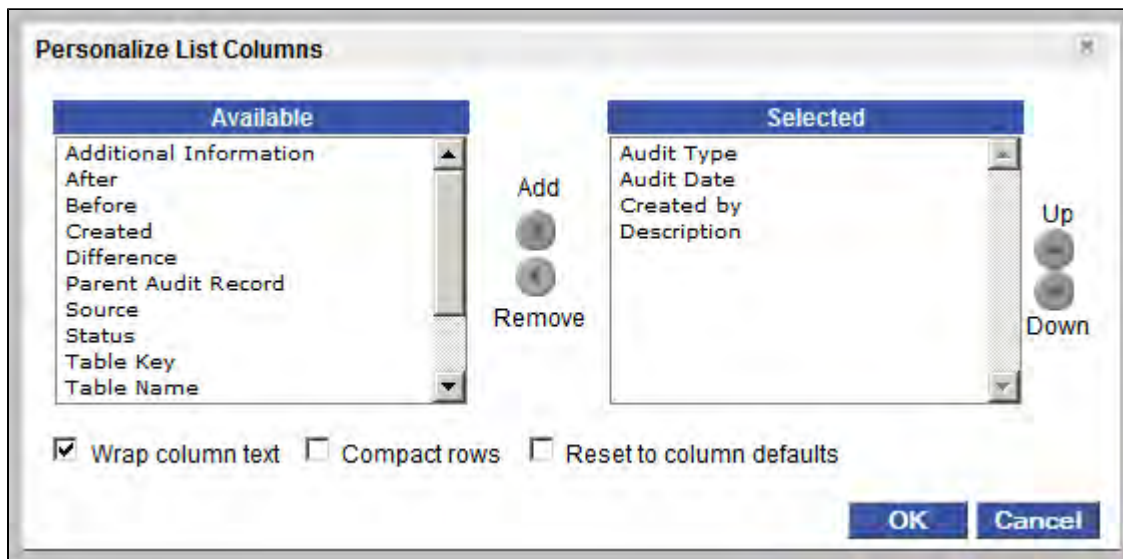 Personalize List Columns
Available
Additional Information
After
Before
Created
Difference
Parent Audit Record
Source
Status
Table Key
Table Name
Add
Remove
Selected
Audit Type
Audit Date
Created by
Description
Up
Down
Wrap column text
Compact rows
Reset to column defaults
OK
Cancel